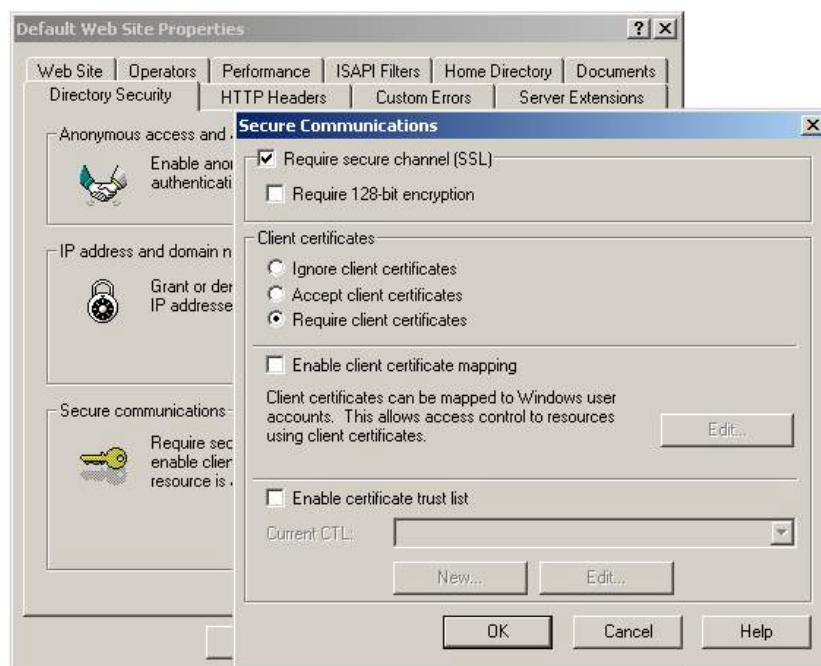 Default Web Site Properties
Web Site Operators Performance ISAPI Filters Home Directory Documents
Directory Security HTTP Headers Custom Errors Server Extensions
Anonymous access and
Enable
authenticati
IP address and domain n
Grant or
IP addresse
Secure communications
Require sec
enable clien
resource is
Secure Communications
Require secure channel (SSL)
Require 128-bit encryption
Client certificates
Ignore client certificates
Accept client certificates
Require client certificates
Enable client certificate mapping
Client certificates can be mapped to Windows user
accounts. This allows access control to resources
using client certificates.
Edit...
Enable certificate trust list
Current CTL:
New... Edit...
OK Cancel Help